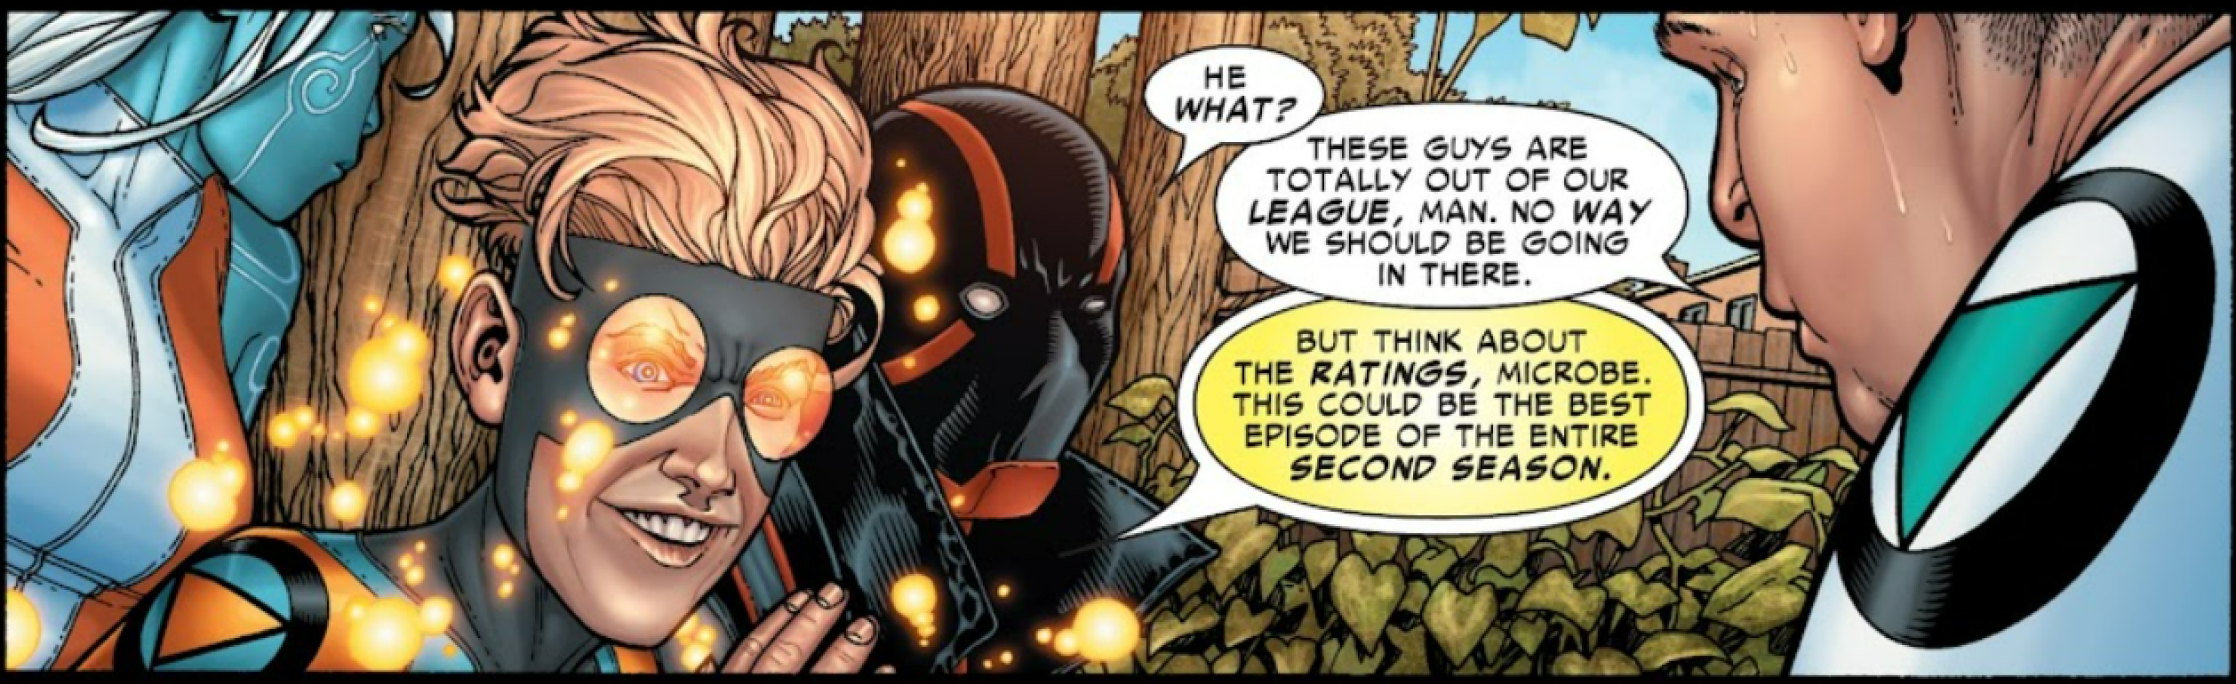 HE
WHAT?
THESE GUYS ARE
TOTALLY OUT OF OUR
LEAGUE, MAN. NO WAY
WE SHOULD BE GOING
IN THERE.
BUT THINK ABOUT
THE RATINGS, MICROBE.
THIS COULD BE THE BEST
EPISODE OF THE ENTIRE
SECOND SEASON.